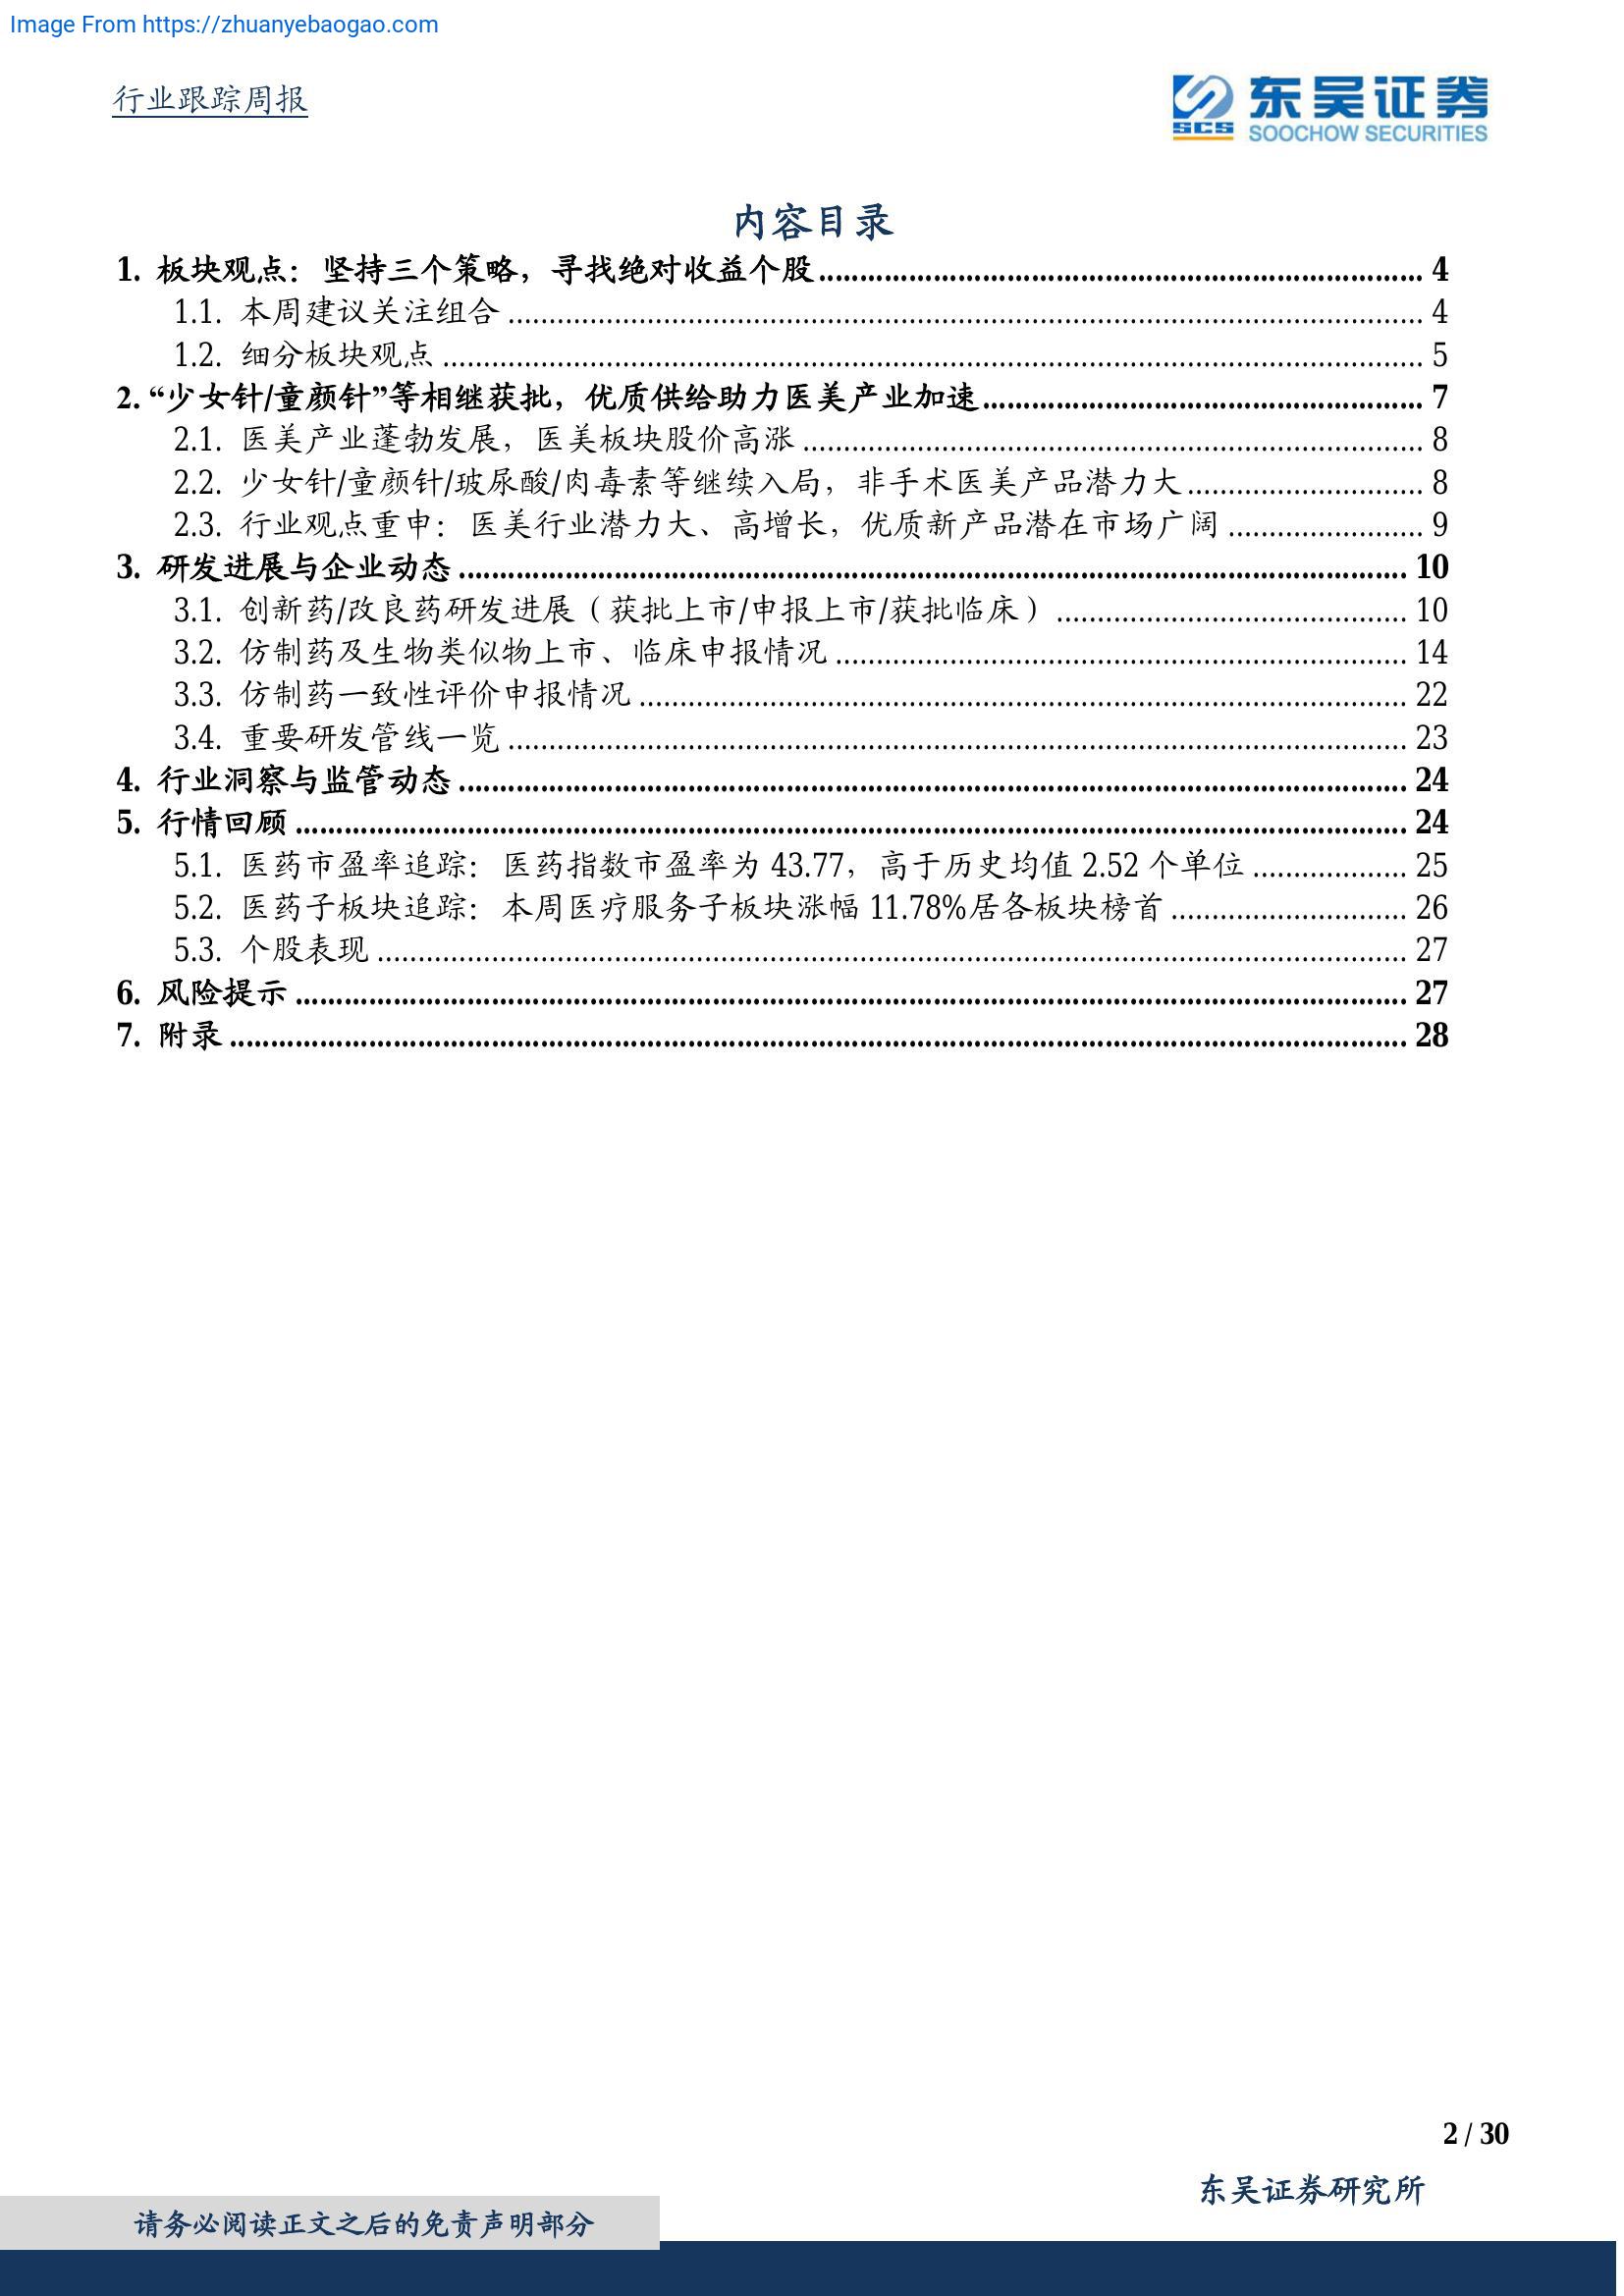 Image From https://zhuanyebaogao.com
行业跟踪周报
东吴证券
SCS
SOOCHOW SECURITIES
内容目录
1. 板块观点：坚持三个策略，寻找绝对收益个股 4
1.1. 本周建议关注组合 4
1.2. 细分板块观点 5
2. “少女针/童颜针”等相继获批，优质供给助力医美产业加速 7
2.1. 医美产业蓬勃发展，医美板块股价高涨 8
2.2. 少女针/童颜针/玻尿酸/肉毒素等继续入局，非手术医美产品潜力大 8
2.3. 行业观点重申：医美行业潜力大、高增长，优质新产品潜在市场广阔 9
3. 研发进展与企业动态 10
3.1. 创新药/改良药研发进展（获批上市/申报上市/获批临床） 10
3.2. 仿制药及生物类似物上市、临床申报情况 14
3.3. 仿制药一致性评价申报情况 22
3.4. 重要研发管线一览 23
4. 行业洞察与监管动态 24
5. 行情回顾 24
5.1. 医药市盈率追踪：医药指数市盈率为 43.77，高于历史均值 2.52 个单位 25
5.2. 医药子板块追踪：本周医疗服务子板块涨幅 11.78%居各板块榜首 26
5.3. 个股表现 27
6. 风险提示 27
7. 附录 28
2 / 30
东吴证券研究所
请务必阅读正文之后的免责声明部分